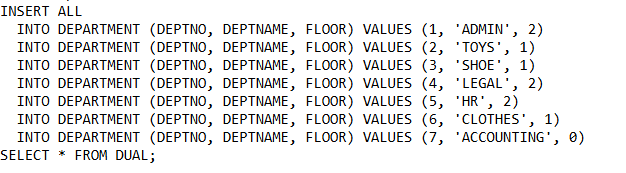 INSERT ALL
  INTO DEPARTMENT (DEPTNO, DEPTNAME, FLOOR) VALUES (1, 'ADMIN', 2)
  INTO DEPARTMENT (DEPTNO, DEPTNAME, FLOOR) VALUES (2, 'TOYS', 1)
  INTO DEPARTMENT (DEPTNO, DEPTNAME, FLOOR) VALUES (3, 'SHOE', 1)
  INTO DEPARTMENT (DEPTNO, DEPTNAME, FLOOR) VALUES (4, 'LEGAL', 2)
  INTO DEPARTMENT (DEPTNO, DEPTNAME, FLOOR) VALUES (5, 'HR', 2)
  INTO DEPARTMENT (DEPTNO, DEPTNAME, FLOOR) VALUES (6, 'CLOTHES', 1)
  INTO DEPARTMENT (DEPTNO, DEPTNAME, FLOOR) VALUES (7, 'ACCOUNTING', 0)
SELECT * FROM DUAL;